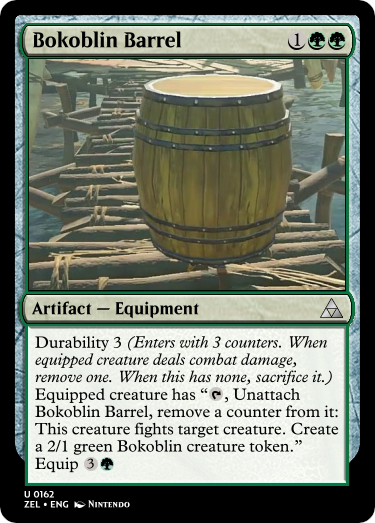 Bokoblin Barrel 1
Artifact — Equipment
Durability 3 (Enters with 3 counters. When
equipped creature deals combat damage,
remove one. When this has none, sacrifice it.)
Equipped creature has “, Unattach
Bokoblin Barrel, remove a counter from it:
This creature fights target creature. Create
a 2/1 green Bokoblin creature token.”
Equip 3
U 0162
ZEL • ENG NINTENDO